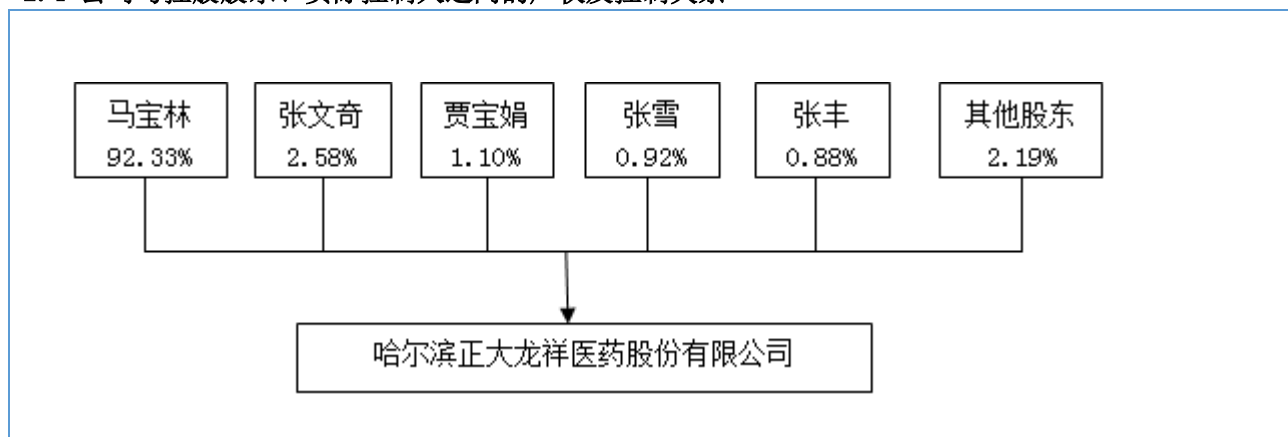 马宝林
92.33%
张文奇
2.58%
贾宝娟
1.10%
张雪
0.92%
张丰
0.88%
其他股东
2.19%
哈尔滨正大龙祥医药股份有限公司